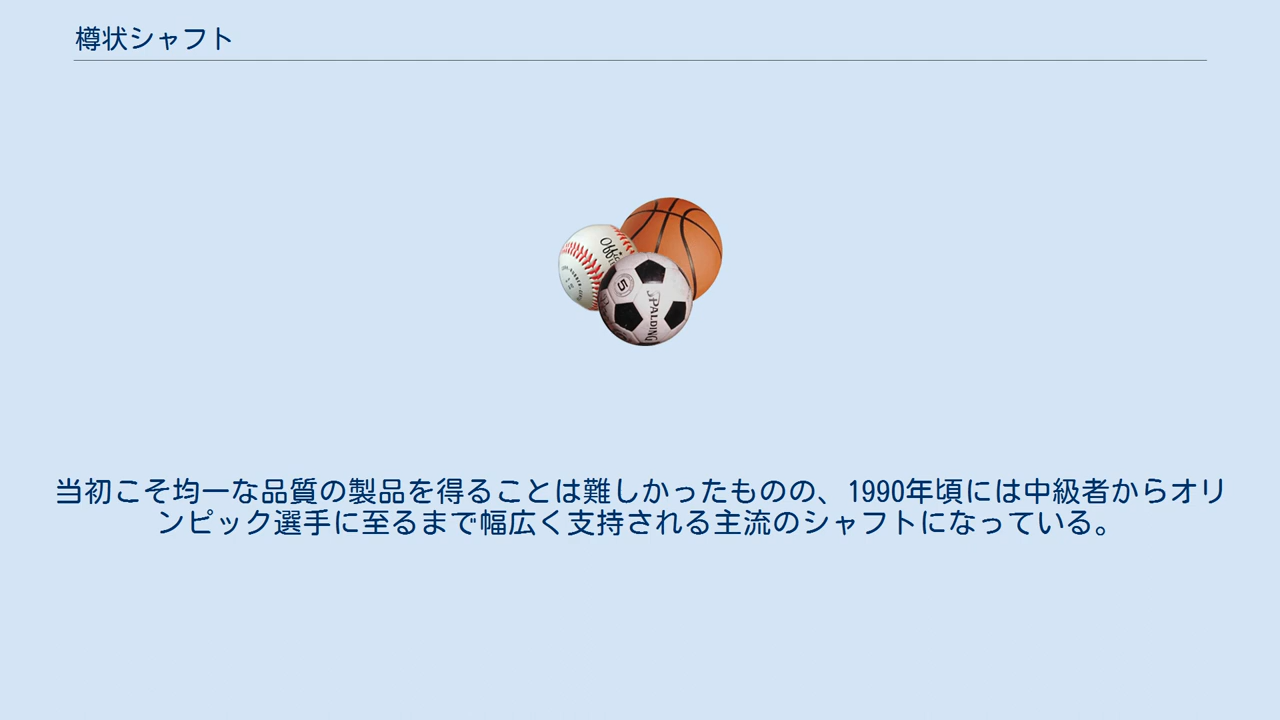 樽状シャフト
Offici
5
SPALDING
当初こそ均一な品質の製品を得ることは難しかったものの、1990年頃には中級者からオリ
ンピック選手に至るまで幅広く支持される主流のシャフトになっている。